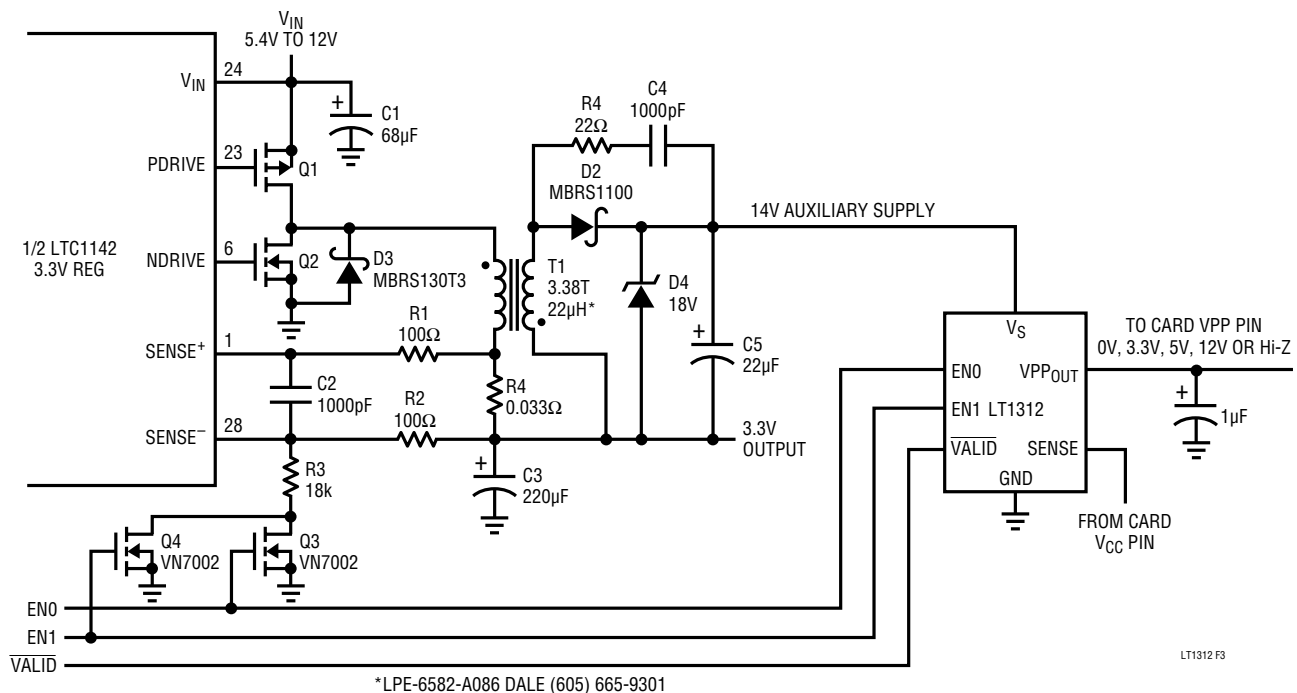 VIN
5.4V TO 12V
VIN
24
+
C1
68µF
PDRIVE
23
Q1
1/2 LTC1142
3.3V REG
NDRIVE
6
Q2
D3
MBRS130T3
SENSE+
1
R1
100Ω
C2
1000pF
R2
100Ω
SENSE−
28
R3
18k
R4
0.033Ω
+
C3
220µF
Q4
VN7002
Q3
VN7002
R4
22Ω
C4
1000pF
D2
MBRS1100
T1
3.38T
22µH*
D4
18V
+
C5
22µF
14V AUXILIARY SUPPLY
3.3V
OUTPUT
VS
EN0
VPPOUT
EN1 LT1312
VALID
SENSE
GND
TO CARD VPP PIN
0V, 3.3V, 5V, 12V OR Hi-Z
+
1µF
FROM CARD
VCC PIN
EN0
EN1
VALID
LT1312 F3
*LPE-6582-A086 DALE (605) 665-9301